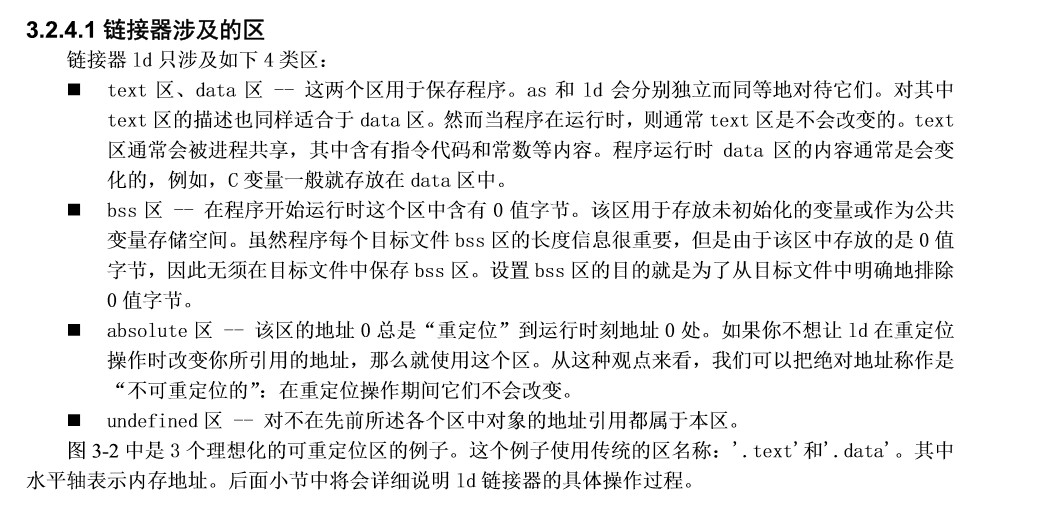 3.2.4.1 链接器涉及的区
链接器 ld 只涉及如下 4 类区：
■ text 区、data 区 -- 这两个区用于保存程序。as 和 ld 会分别独立而同等地对待它们。对其中
text 区的描述也同样适合于 data 区。然而当程序在运行时，则通常 text 区是不会改变的。text
区通常会被进程共享，其中含有指令代码和常数等内容。程序运行时 data 区的内容通常是会变
化的，例如，C 变量一般就存放在 data 区中。
■ bss 区 -- 在程序开始运行时这个区中含有 0 值字节。该区用于存放未初始化的变量或作为公共
变量存储空间。虽然程序每个目标文件 bss 区的长度信息很重要，但是由于该区中存放的是 0 值
字节，因此无须在目标文件中保存 bss 区。设置 bss 区的目的就是为了从目标文件中明确地排除
0 值字节。
■ absolute 区 -- 该区的地址 0 总是“重定位”到运行时刻地址 0 处。如果你不想让 ld 在重定位
操作时改变你所引用的地址，那么就使用这个区。从这种观点来看，我们可以把绝对地址称作是
“不可重定位的”：在重定位操作期间它们不会改变。
■ undefined 区 -- 对不在先前所述各个区中对象的地址引用都属于本区。
图 3-2 中是 3 个理想化的可重定位区的例子。这个例子使用传统的区名称：'.text'和'.data'。其中
水平轴表示内存地址。后面小节中将会详细说明 ld 链接器的具体操作过程。